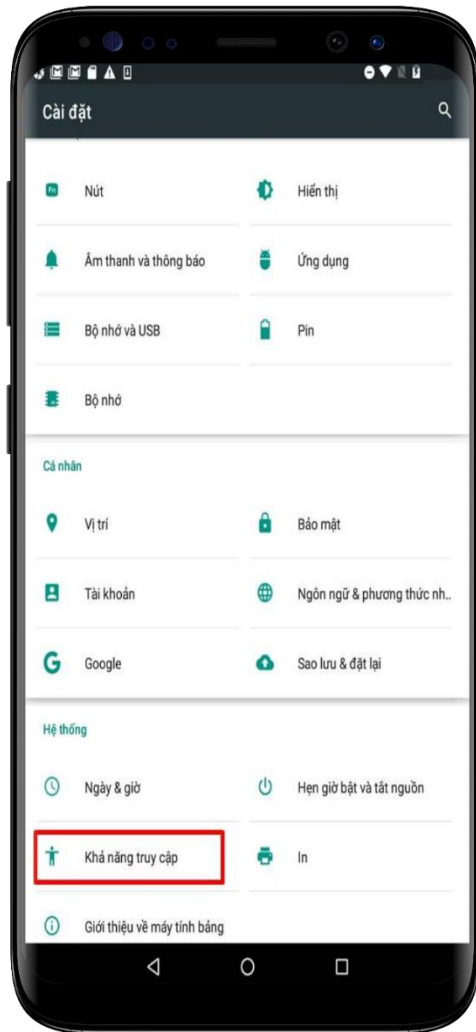 Cài đặt
Nút
Hiển thị
Âm thanh và thông báo
Ứng dụng
Bộ nhớ và USB
Pin
Bộ nhớ
Cá nhân
Vị trí
Bảo mật
Tài khoản
Ngôn ngữ & phương thức nh..
Google
Sao lưu & đặt lại
Hệ thống
Ngày & giờ
Hẹn giờ bật và tắt nguồn
Khả năng truy cập
In
Giới thiệu về máy tính bảng